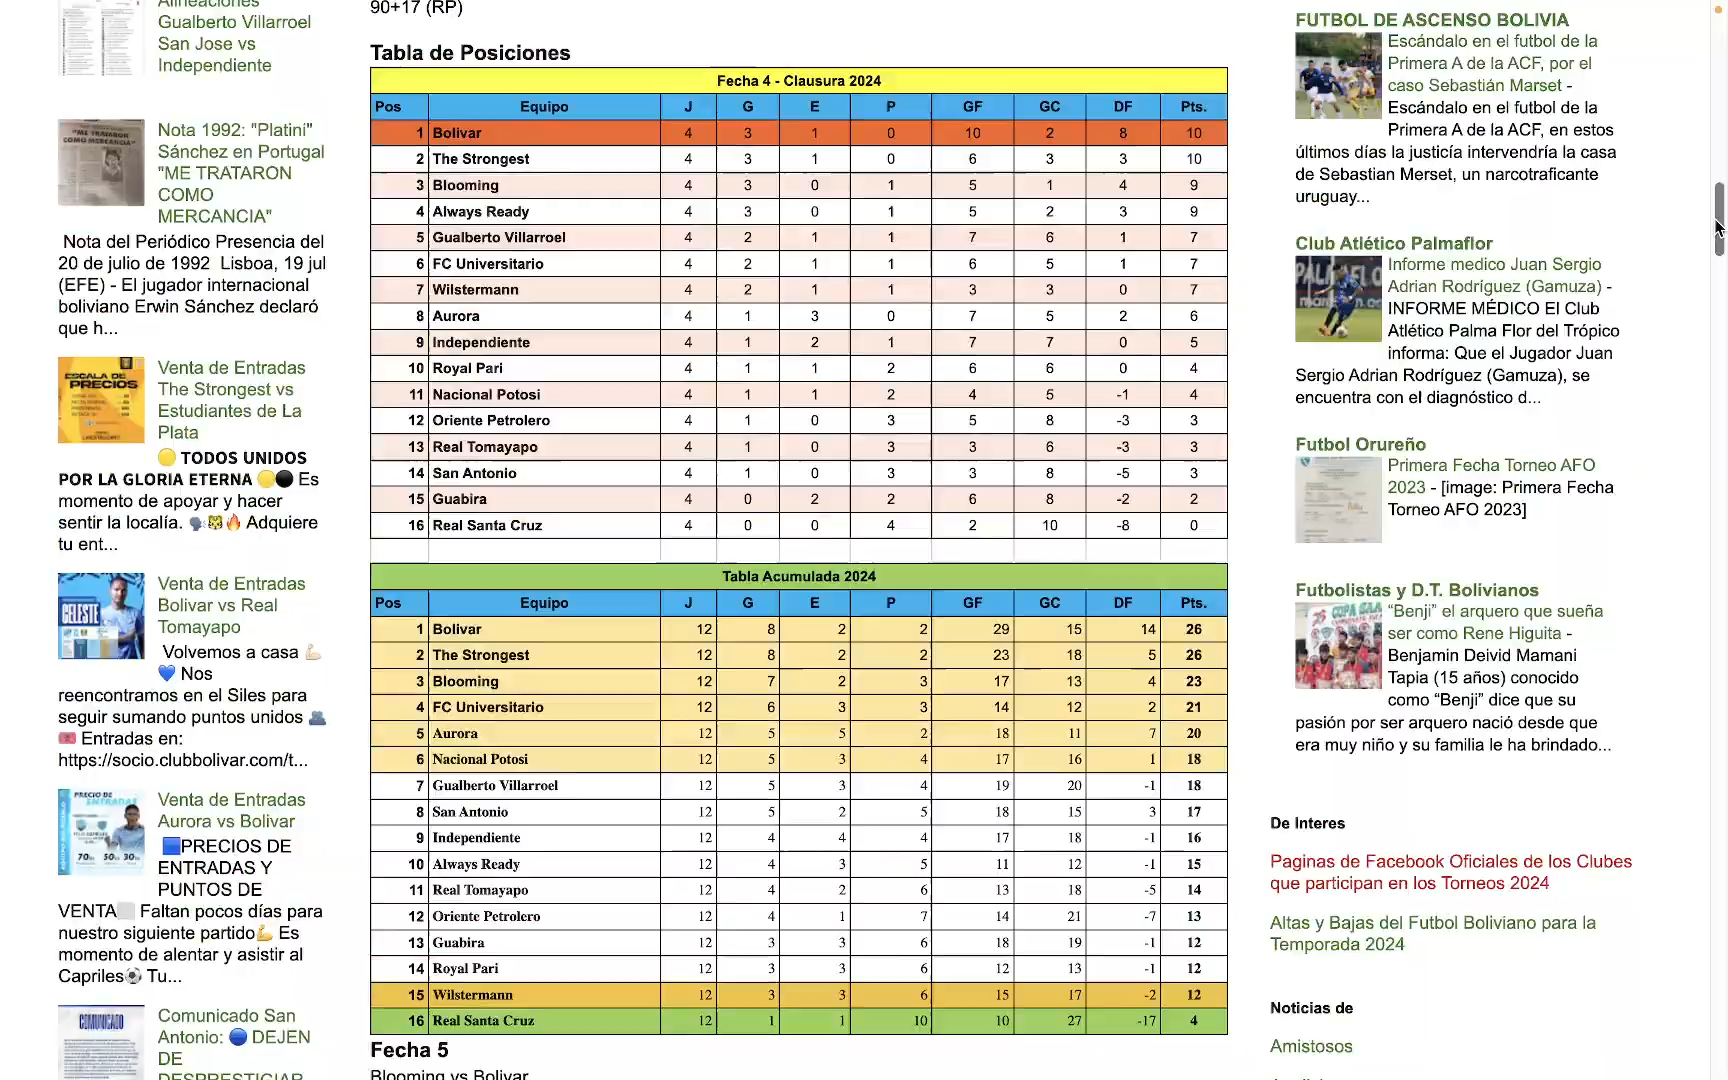 Alineaciones
Gualberto Villarroel
San Jose vs
Independiente
Nota 1992: "Platini"
Sánchez en Portugal
"ME TRATARON
COMO
MERCANCIA"
Nota del Periódico Presencia del
20 de julio de 1992  Lisboa, 19 jul
(EFE) - El jugador internacional
boliviano Erwin Sánchez declaró
que h...
ESCALA DE
PRECIOS
Venta de Entradas
The Strongest vs
Estudiantes de La
Plata
🟡 TODOS UNIDOS
POR LA GLORIA ETERNA 🟡⚫ Es
momento de apoyar y hacer
sentir la localía. 🗣️🐯🔥 Adquiere
tu ent...
CELESTE
Venta de Entradas
Bolivar vs Real
Tomayapo
Volvemos a casa 💪🏻
💙 Nos
reencontramos en el Siles para
seguir sumando puntos unidos 👥
🎟️ Entradas en:
https://socio.clubbolivar.com/t...
PRECIO DE
ENTRADAS
70 50 30
Venta de Entradas
Aurora vs Bolivar
🟦PRECIOS DE
ENTRADAS Y
PUNTOS DE
VENTA⬜ Faltan pocos días para
nuestro siguiente partido💪 Es
momento de alentar y asistir al
Capriles⚽ Tu...
COMUNICADO
Comunicado San
Antonio: 🔵 DEJEN
DE
DESPRESTIGIAR
90+17 (RP)
Tabla de Posiciones
Fecha 4 - Clausura 2024
Pos Equipo J G E P GF GC DF Pts.
1 Bolivar 4 3 1 0 10 2 8 10
2 The Strongest 4 3 1 0 6 3 3 10
3 Blooming 4 3 0 1 5 1 4 9
4 Always Ready 4 3 0 1 5 2 3 9
5 Gualberto Villarroel 4 2 1 1 7 6 1 7
6 FC Universitario 4 2 1 1 6 5 1 7
7 Wilstermann 4 2 1 1 3 3 0 7
8 Aurora 4 1 3 0 7 5 2 6
9 Independiente 4 1 2 1 7 7 0 5
10 Royal Pari 4 1 1 2 6 6 0 4
11 Nacional Potosi 4 1 1 2 4 5 -1 4
12 Oriente Petrolero 4 1 0 3 5 8 -3 3
13 Real Tomayapo 4 1 0 3 3 6 -3 3
14 San Antonio 4 1 0 3 3 8 -5 3
15 Guabira 4 0 2 2 6 8 -2 2
16 Real Santa Cruz 4 0 0 4 2 10 -8 0
Tabla Acumulada 2024
Pos Equipo J G E P GF GC DF Pts.
1 Bolivar 12 8 2 2 29 15 14 26
2 The Strongest 12 8 2 2 23 18 5 26
3 Blooming 12 7 2 3 17 13 4 23
4 FC Universitario 12 6 3 3 14 12 2 21
5 Aurora 12 5 5 2 18 11 7 20
6 Nacional Potosi 12 5 3 4 17 16 1 18
7 Gualberto Villarroel 12 5 3 4 19 20 -1 18
8 San Antonio 12 5 2 5 18 15 3 17
9 Independiente 12 4 4 4 17 18 -1 16
10 Always Ready 12 4 3 5 11 12 -1 15
11 Real Tomayapo 12 4 2 6 13 18 -5 14
12 Oriente Petrolero 12 4 1 7 14 21 -7 13
13 Guabira 12 3 3 6 18 19 -1 12
14 Royal Pari 12 3 3 6 12 13 -1 12
15 Wilstermann 12 3 3 6 15 17 -2 12
16 Real Santa Cruz 12 1 1 10 10 27 -17 4
Fecha 5
Blooming vs Bolivar
FUTBOL DE ASCENSO BOLIVIA
Escándalo en el futbol de la
Primera A de la ACF, por el
caso Sebastián Marset -
Escándalo en el futbol de la
Primera A de la ACF, en estos
últimos días la justicía intervendría la casa
de Sebastian Merset, un narcotraficante
uruguay...
Club Atlético Palmaflor
Informe medico Juan Sergio
Adrian Rodríguez (Gamuza) -
INFORME MÉDICO El Club
Atlético Palma Flor del Trópico
informa: Que el Jugador Juan
Sergio Adrian Rodríguez (Gamuza), se
encuentra con el diagnóstico d...
Futbol Orureño
Primera Fecha Torneo AFO
2023 - [image: Primera Fecha
Torneo AFO 2023]
Futbolistas y D.T. Bolivianos
“Benji” el arquero que sueña
ser como Rene Higuita -
Benjamin Deivid Mamani
Tapia (15 años) conocido
como “Benji” dice que su
pasión por ser arquero nació desde que
era muy niño y su familia le ha brindado...
De Interes
Paginas de Facebook Oficiales de los Clubes
que participan en los Torneos 2024
Altas y Bajas del Futbol Boliviano para la
Temporada 2024
Noticias de
Amistosos